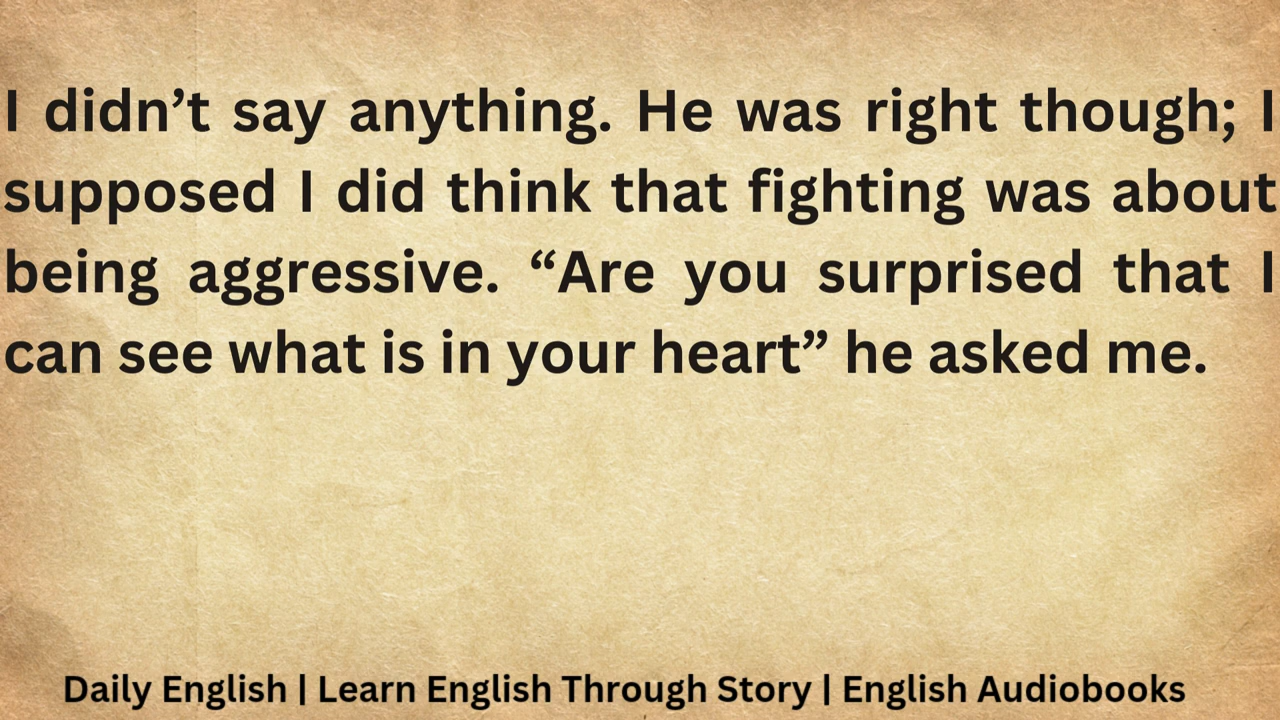 I didn’t say anything. He was right though; I
supposed I did think that fighting was about
being aggressive. “Are you surprised that I
can see what is in your heart” he asked me.
Daily English | Learn English Through Story | English Audiobooks